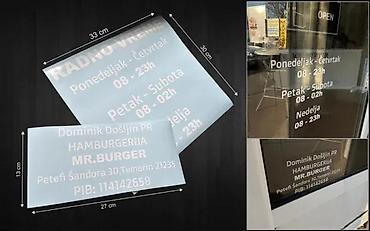 33 cm
30 cm
RADNO VREME
Ponedeljak - Četvrtak
08 - 23h
Petak - Subota
08 - 02h
Nedelja
08 - 23h
Dominik Došljin PR
HAMBURGERIJA
MR.BURGER
Petefi Šandora 30,Temerin 21235
PIB: 114142658
13 cm
27 cm
OPEN
Ponedeljak - Četvrtak
08 - 23h
Petak - Subota
08 - 02h
Nedelja
08 - 23h
Dominik Došljin PR
HAMBURGERIJA
MR.BURGER
Petefi Šandora 30,Temerin 21235
PIB: 114142658